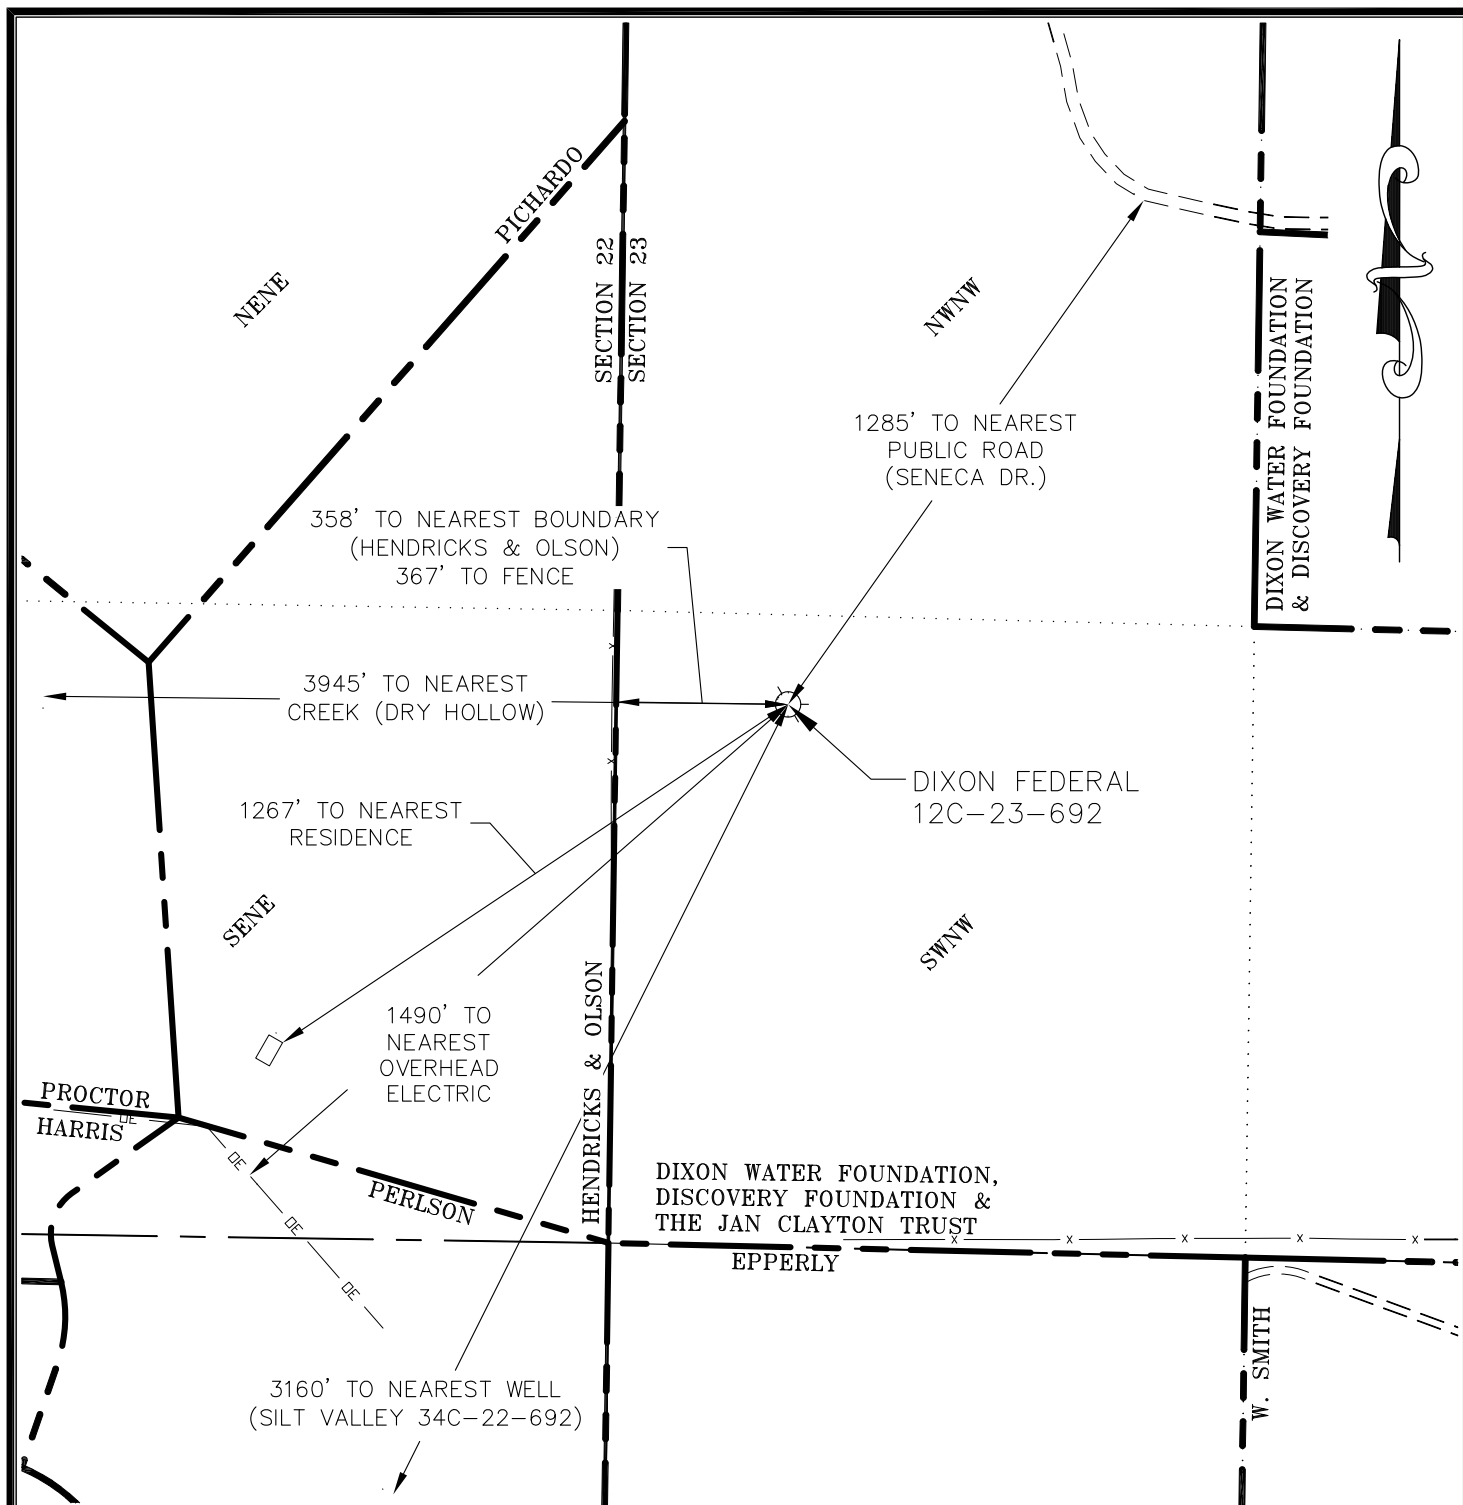 PICHARDO
NENE
SECTION 22
SECTION 23
NWNW
DIXON WATER FOUNDATION
& DISCOVERY FOUNDATION
1285' TO NEAREST
PUBLIC ROAD
(SENECA DR.)
358' TO NEAREST BOUNDARY
(HENDRICKS & OLSON)
367' TO FENCE
3945' TO NEAREST
CREEK (DRY HOLLOW)
DIXON FEDERAL
12C-23-692
1267' TO NEAREST
RESIDENCE
SENE
SWNW
1490' TO
NEAREST
OVERHEAD
ELECTRIC
HENDRICKS & OLSON
PROCTOR
OE
HARRIS
OE
PERLSON
OE
OE
DIXON WATER FOUNDATION,
DISCOVERY FOUNDATION &
THE JAN CLAYTON TRUST
X X X X X
EPPERLY
W. SMITH
3160' TO NEAREST WELL
(SILT VALLEY 34C-22-692)